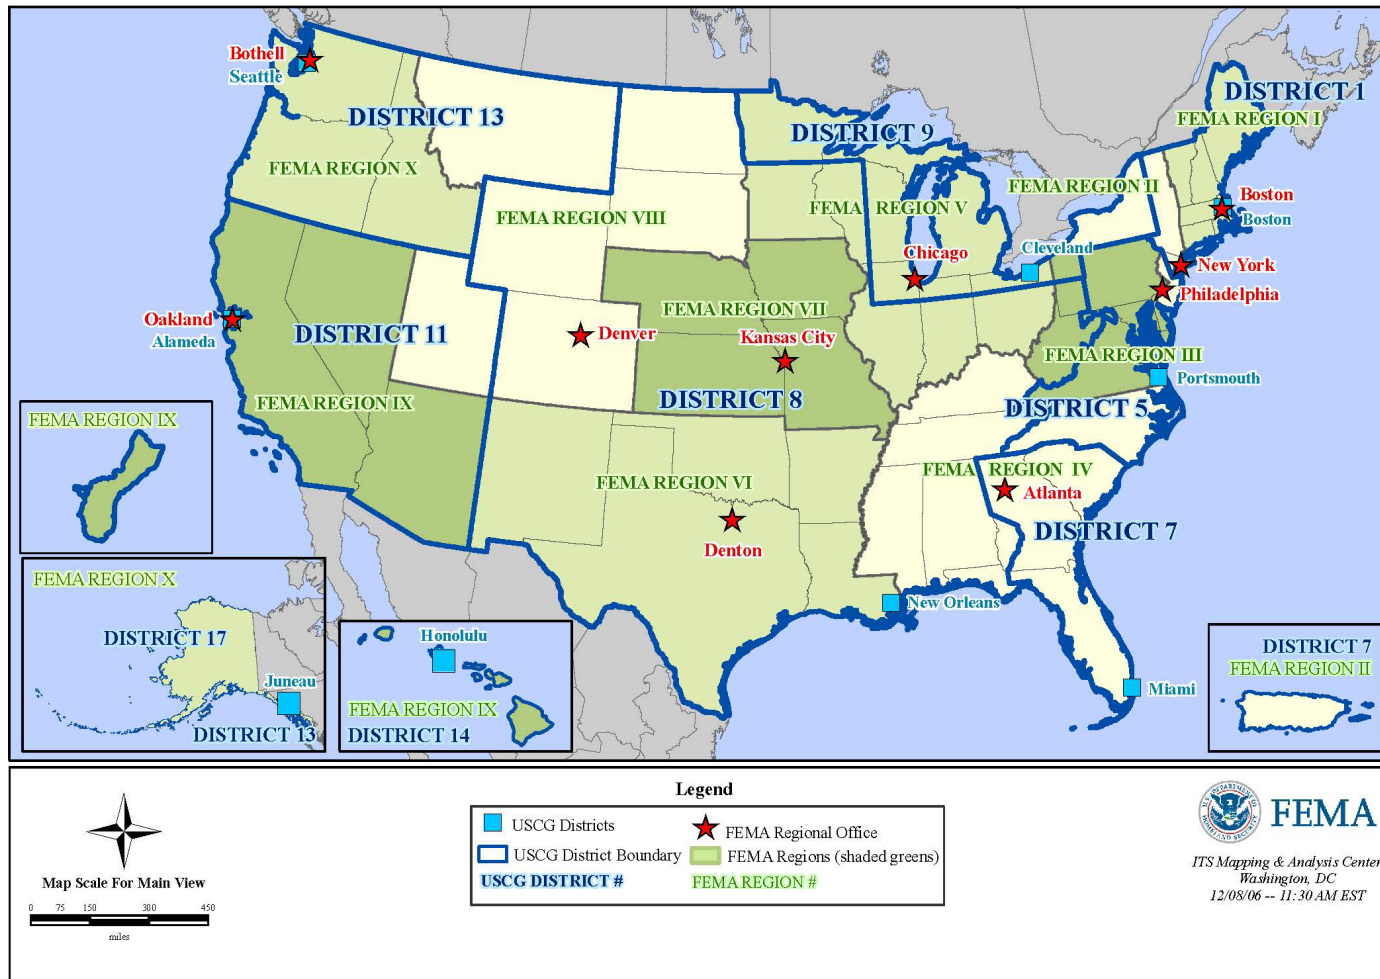 Bothell
Seattle
DISTRICT 13
FEMA REGION X
DISTRICT 9
DISTRICT 1
FEMA REGION I
FEMA REGION II
FEMA REGION VIII
FEMA REGION V
Boston
Boston
Cleveland
Chicago
New York
Philadelphia
FEMA REGION VII
Oakland
Alameda
DISTRICT 11
Denver
Kansas City
FEMA REGION III
Portsmouth
DISTRICT 8
DISTRICT 5
FEMA REGION IX
FEMA REGION IX
FEMA REGION VI
FEMA REGION IV
Atlanta
DISTRICT 7
Denton
New Orleans
Miami
FEMA REGION X
DISTRICT 17
Juneau
DISTRICT 13
Honolulu
FEMA REGION IX
DISTRICT 14
DISTRICT 7
FEMA REGION II
Legend
USCG Districts
FEMA Regional Office
USCG District Boundary
FEMA Regions (shaded greens)
USCG DISTRICT #
FEMA REGION #
Map Scale For Main View
0 75 150 300 450
miles
U.S. DEPARTMENT OF HOMELAND SECURITY
FEMA
ITS Mapping & Analysis Center
Washington, DC
12/08/06 -- 11:30 AM EST